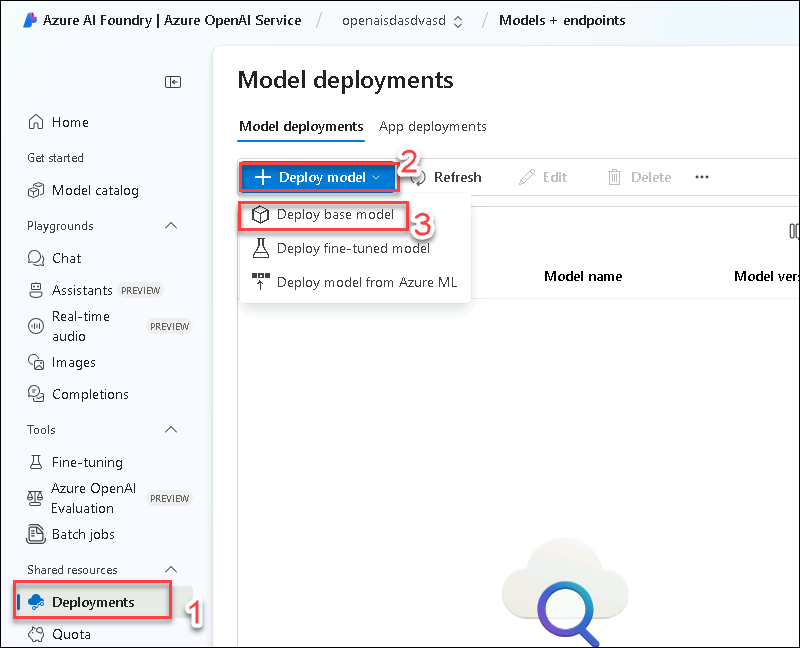 Azure AI Foundry | Azure OpenAI Service / openaisdasdvasd / Models + endpoints
Home
Get started
Model catalog
Playgrounds
Chat
Assistants PREVIEW
Real-time
audio
PREVIEW
Images
Completions
Tools
Fine-tuning
Azure OpenAI
Evaluation
PREVIEW
Batch jobs
Shared resources
Deployments
1
Quota
Model deployments
Model deployments App deployments
+ Deploy model 2 Refresh Edit Delete ...
Deploy base model 3
Deploy fine-tuned model
Deploy model from Azure ML
Model name Model vers